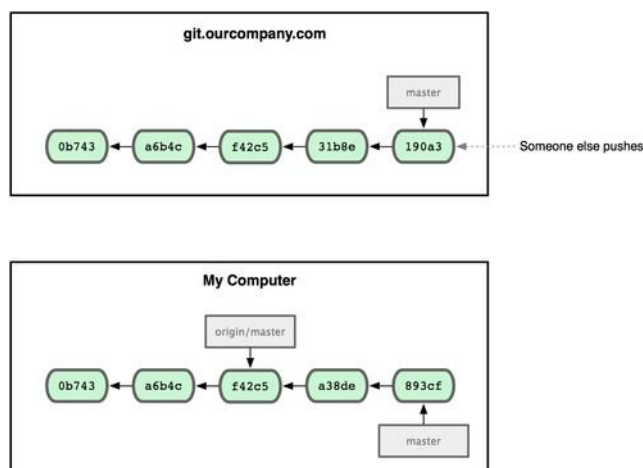 git.ourcompany.com
master
0b743 a6b4c f42c5 31b8e 190a3 Someone else pushes
My Computer
origin/master
0b743 a6b4c f42c5 a38de 893cf
master